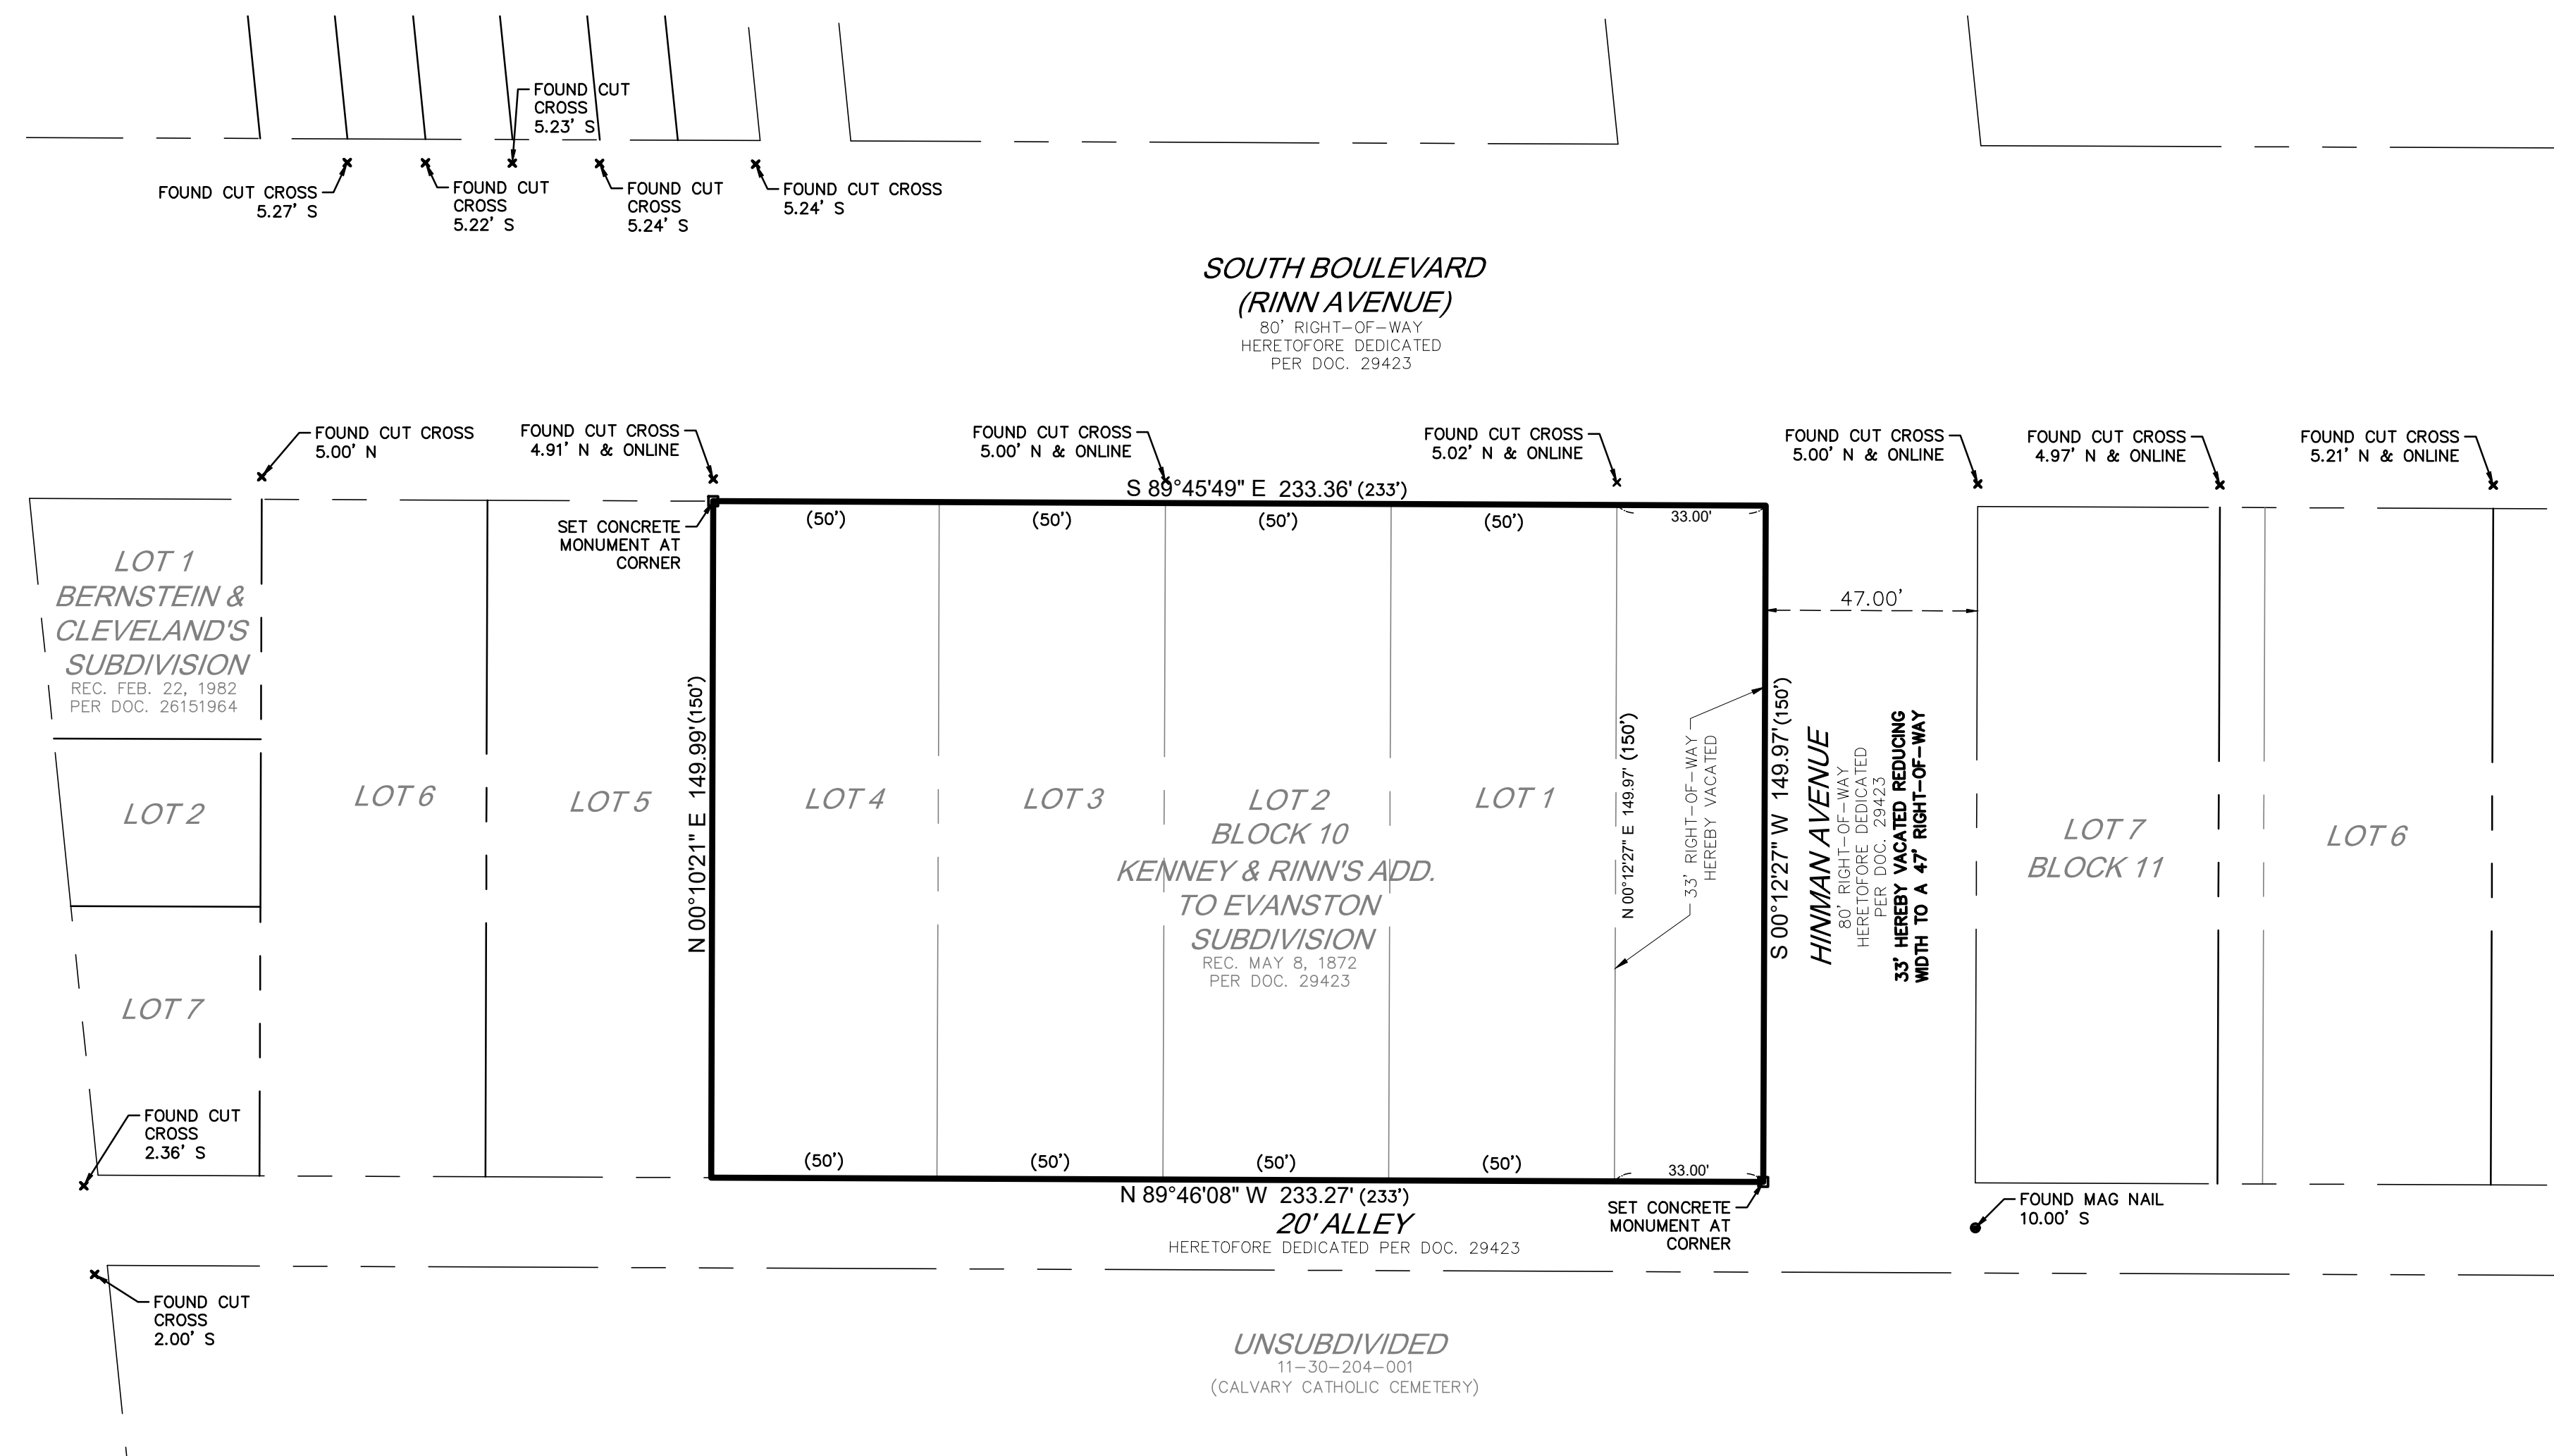 FOUND CUT
CROSS
5.23' S
FOUND CUT CROSS
5.27' S
FOUND CUT
CROSS
5.22' S
FOUND CUT
CROSS
5.24' S
FOUND CUT CROSS
5.24' S
SOUTH BOULEVARD
(RINN AVENUE)
80' RIGHT-OF-WAY
HERETOFORE DEDICATED
PER DOC. 29423
FOUND CUT CROSS
5.00' N
FOUND CUT CROSS
4.91' N & ONLINE
FOUND CUT CROSS
5.00' N & ONLINE
FOUND CUT CROSS
5.02' N & ONLINE
FOUND CUT CROSS
5.00' N & ONLINE
FOUND CUT CROSS
4.97' N & ONLINE
FOUND CUT CROSS
5.21' N & ONLINE
S 89°45'49" E 233.36' (233')
SET CONCRETE
MONUMENT AT
CORNER
(50')
(50')
(50')
(50')
33.00'
LOT 1
BERNSTEIN &
CLEVELAND'S
SUBDIVISION
REC. FEB. 22, 1982
PER DOC. 26151964
47.00'
LOT 2
LOT 7
LOT 6
LOT 5
N 00°10'21" E 149.99' (150')
LOT 4
LOT 3
LOT 2
BLOCK 10
KENNEY & RINN'S ADD.
TO EVANSTON
SUBDIVISION
REC. MAY 8, 1872
PER DOC. 29423
LOT 1
N 00°12'27" E 149.97' (150')
33' RIGHT-OF-WAY
HEREBY VACATED
S 00°12'27" W 149.97' (150')
HINMAN AVENUE
80' RIGHT-OF-WAY
HERETOFORE DEDICATED
PER DOC. 29423
33' HEREBY VACATED REDUCING
WIDTH TO A 47' RIGHT-OF-WAY
LOT 7
BLOCK 11
LOT 6
FOUND CUT
CROSS
2.36' S
(50')
(50')
(50')
(50')
33.00'
N 89°46'08" W 233.27' (233')
20' ALLEY
HERETOFORE DEDICATED PER DOC. 29423
SET CONCRETE
MONUMENT AT
CORNER
FOUND MAG NAIL
10.00' S
FOUND CUT
CROSS
2.00' S
UNSUBDIVIDED
11-30-204-001
(CALVARY CATHOLIC CEMETERY)